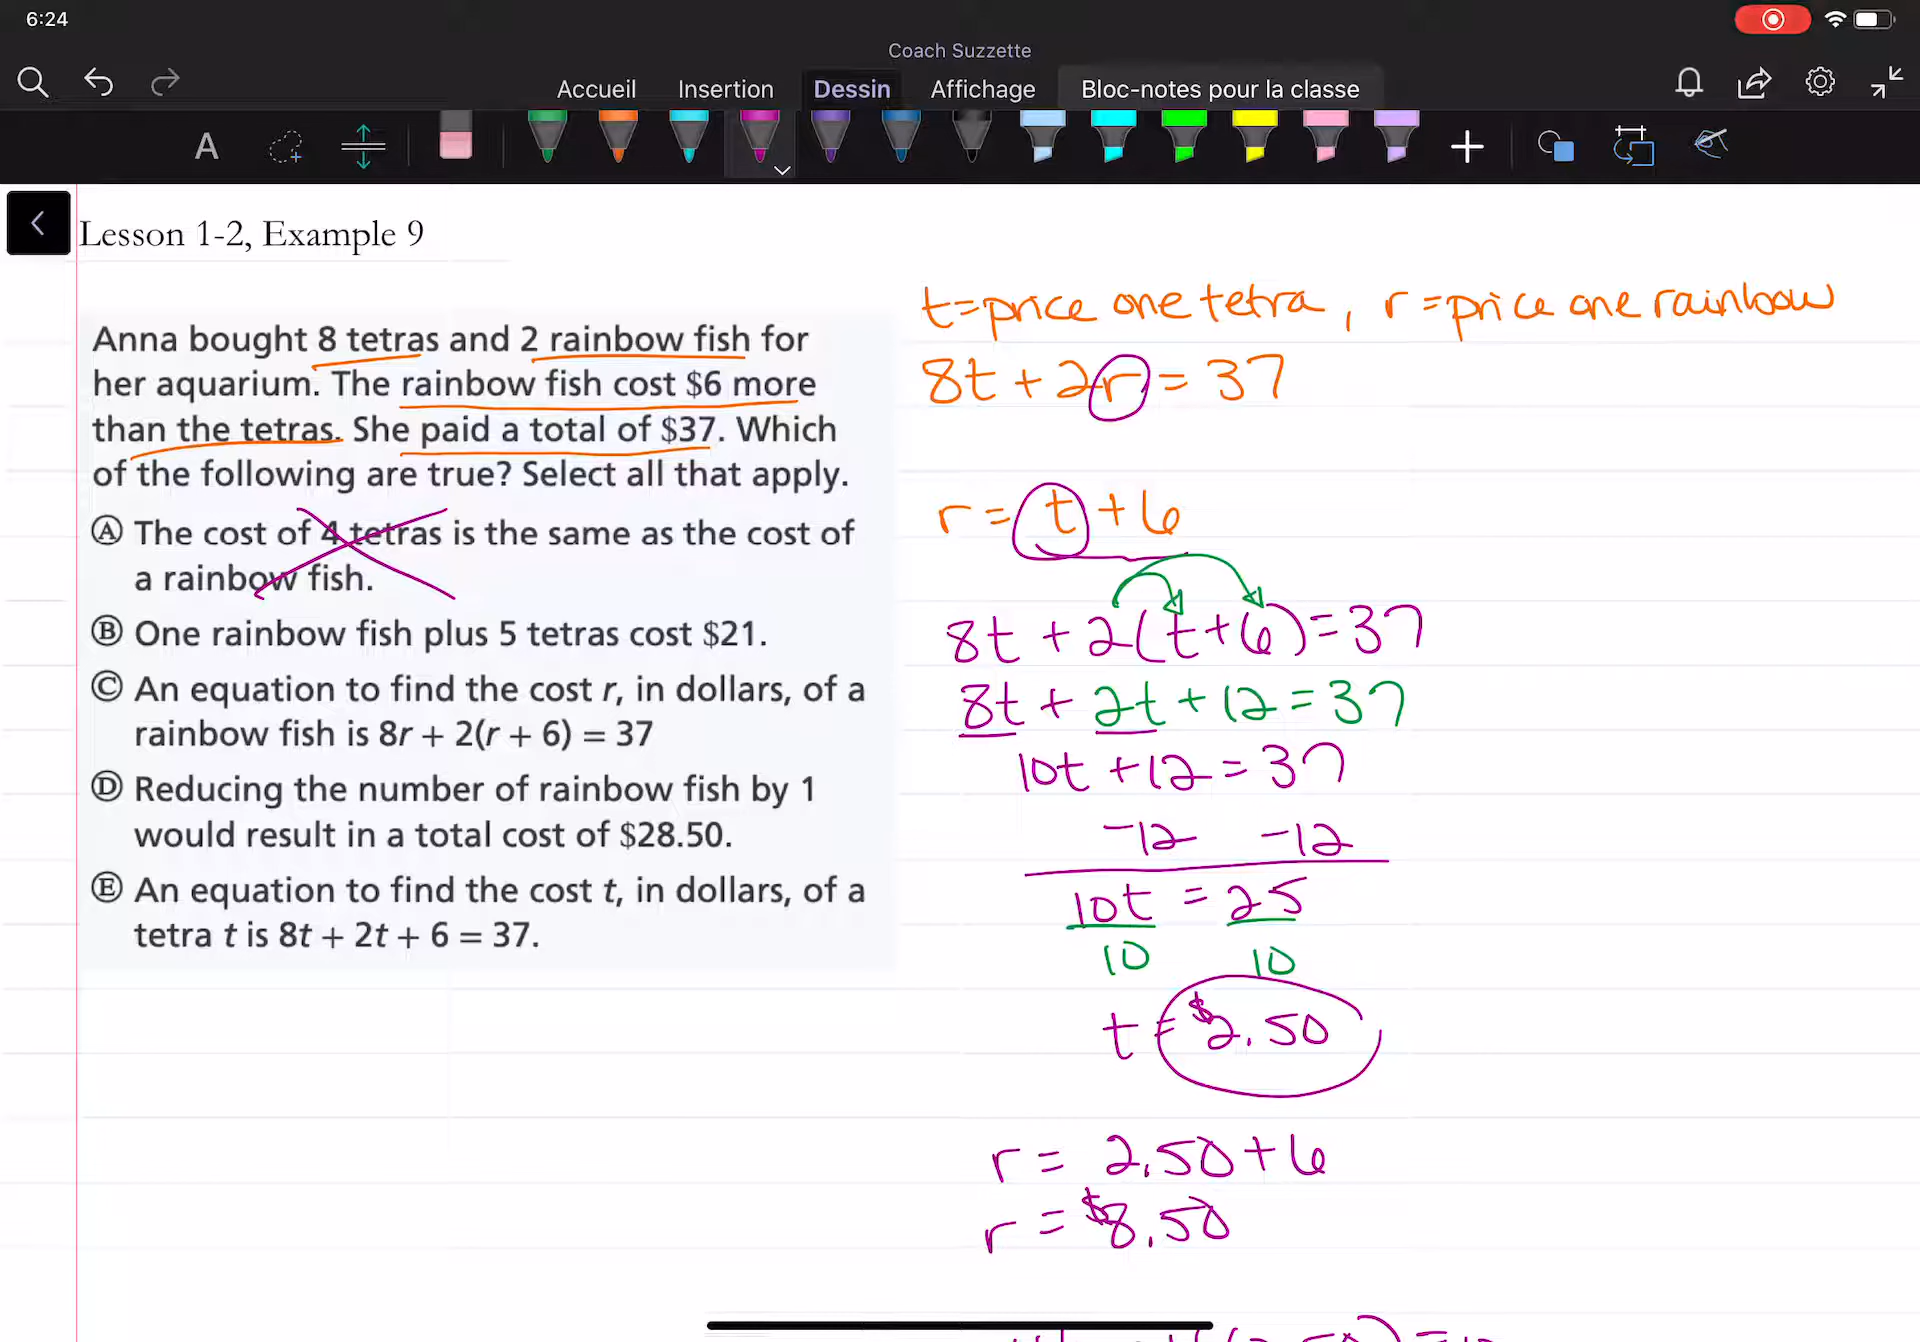 6:24
Coach Suzzette
Accueil Insertion Dessin Affichage Bloc-notes pour la classe
A
Lesson 1-2, Example 9
Anna bought 8 tetras and 2 rainbow fish for
her aquarium. The rainbow fish cost $6 more
than the tetras. She paid a total of $37. Which
of the following are true? Select all that apply.
Ⓐ The cost of 4 tetras is the same as the cost of
a rainbow fish.
Ⓑ One rainbow fish plus 5 tetras cost $21.
Ⓒ An equation to find the cost r, in dollars, of a
rainbow fish is 8r + 2(r + 6) = 37
Ⓓ Reducing the number of rainbow fish by 1
would result in a total cost of $28.50.
Ⓔ An equation to find the cost t, in dollars, of a
tetra t is 8t + 2t + 6 = 37.
t=price one tetra, r=price one rainbow
8t + 2r = 37
r = t + 6
8t + 2(t+6)=37
8t + 2t + 12 = 37
10t + 12 = 37
-12 -12
10t = 25
10 10
t = $2.50
r = 2.50+6
r = $8.50